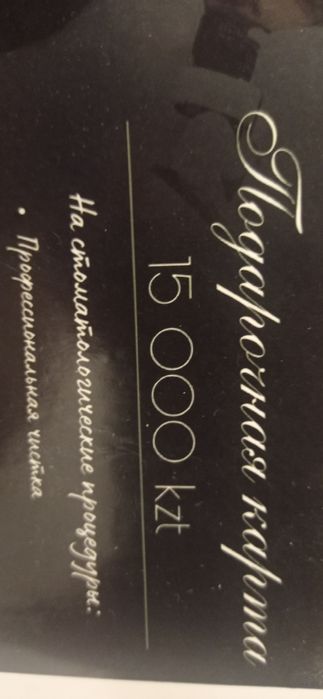 Подарочная карта
15 000 kzt
На стоматологические процедуры:
• Профессиональная чистка